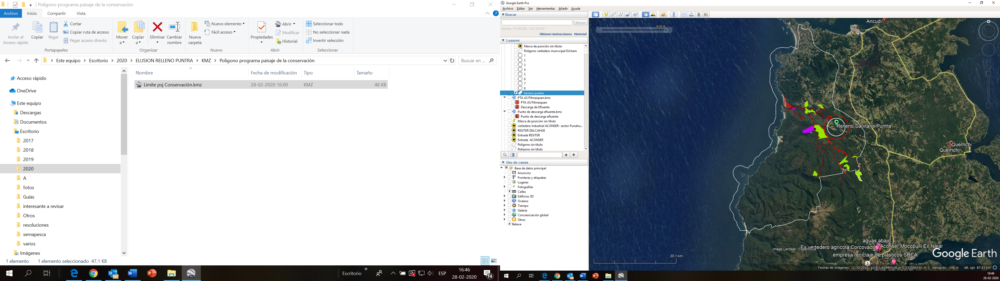 Poligono programa paisaje de la conservación
Archivo Inicio Compartir Vista
Anclar al
Acceso rápido
Copiar
Pegar
Cortar
Copiar ruta de acceso
Pegar acceso directo
Portapapeles
Mover
a
Copiar
a
Eliminar
Cambiar
nombre
Organizar
Nueva
carpeta
Nuevo elemento
Fácil acceso
Nuevo
Propiedades
Abrir
Modificar
Historial
Abrir
Seleccionar todo
No seleccionar nada
Invertir selección
Seleccionar
Este equipo > Escritorio > 2020 > ELUSION RELLENO PUNTRA > KMZ > Poligono programa paisaje de la conservación
Buscar en ...
Nombre Fecha de modificación Tipo Tamaño
Limite psj Conservación.kmz 28-02-2020 16:00 KMZ 48 KB
Acceso rápido
OneDrive
Este equipo
Descargas
Documentos
Escritorio
2017
2018
2019
2020
A
fotos
Guías
interesante a revisar
Otros
resoluciones
sernapesca
varios
Imágenes
1 elemento 1 elemento seleccionado 47,1 KB
Escritorio » ESP 16:46
28-02-2020
14
Google Earth Pro
Archivo Editar Ver Herramientas Añadir Ayuda
Buscar
Buscar
ejemplo: 37.407229, -122.107162
Obtener instrucciones Historial
Lugares
Marca de posición sin título
Polígono vertedero munvcipal Dicham
1
2
3
4
5
6
7
8
terreno puntra
PTA AS Pilmaiquen.kmz
1 PTA AS Pilmaiquen
2 Descarga de Efluente
Punto de descarga efluente.kmz
E Punto de descarga efluente
Marca de posición sin título
vertedero Industrial ACONSER- sector Punahu...
RESITER DALCAHUE
Entrada RESITER
Entrada ACONSER
Polígono sin título
Polígono sin título
Uso de capas
Base de datos principal
Anuncios
Fronteras y etiquetas
Lugares
Fotografías
Calles
Edificios 3D
Océano
Tiempo
Galería
Concienciación global
Otros
Relieve
8/2019
N
Ancud
Relleno Sanitario Puntra
Quemchi
Quemchi
aguas abajo
Ex vertedero agrícola Corcovado
Aconser Mocopulli Ex Najar
Image Landsat / Copernicus
empresa reciclaje de plásticos SRCA
Google Earth
20.1 km
5
Fechas de imágenes: 12/30/2016 18 G 609405.06 m E 5325062.61 m S elevación 148 m alt. ojo 87.63 km
16:46
28-02-2020